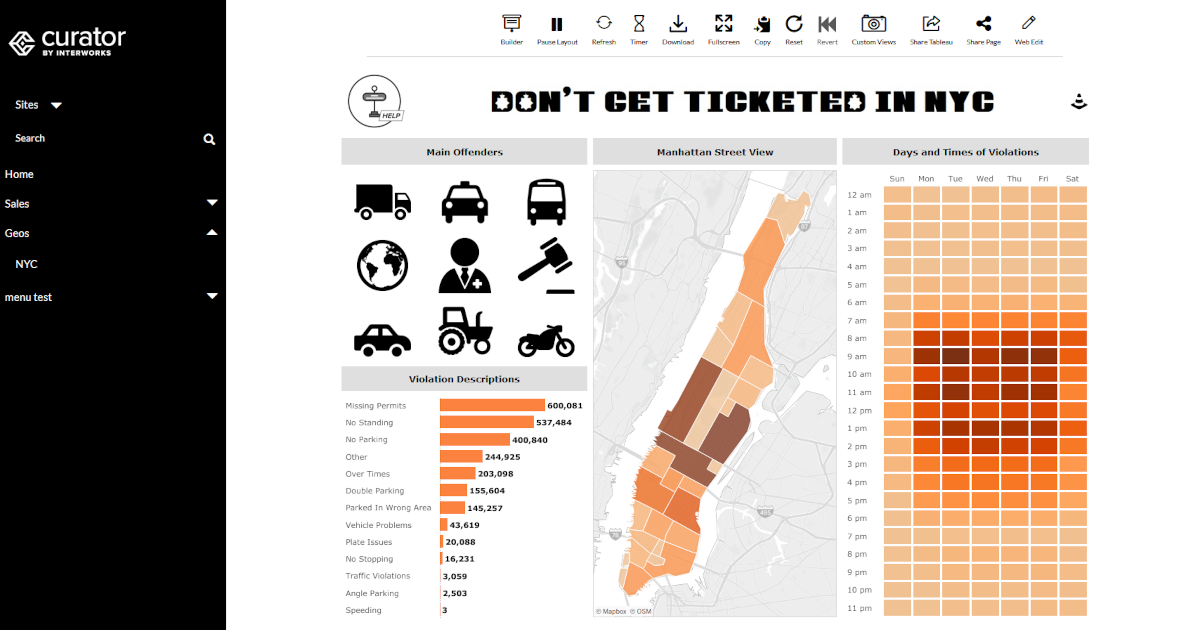 curator
BY INTERWORKS
Sites
Search
Home
Sales
Geos
NYC
menu test
Builder Pause Layout Refresh Timer Download Fullscreen Copy Reset Revert Custom Views Share Tableau Share Page Web Edit
HELP
DON'T GET TICKETED IN NYC
Main Offenders
Violation Descriptions
Missing Permits 600,081
No Standing 537,484
No Parking 400,840
Other 244,925
Over Times 203,098
Double Parking 155,604
Parked In Wrong Area 145,257
Vehicle Problems 43,619
Plate Issues 20,088
No Stopping 16,231
Traffic Violations 3,059
Angle Parking 2,503
Speeding 3
Manhattan Street View
95
87
78
495
© Mapbox © OSM
Days and Times of Violations
Sun Mon Tue Wed Thu Fri Sat
12 am
1 am
2 am
3 am
4 am
5 am
6 am
7 am
8 am
9 am
10 am
11 am
12 pm
1 pm
2 pm
3 pm
4 pm
5 pm
6 pm
7 pm
8 pm
9 pm
10 pm
11 pm